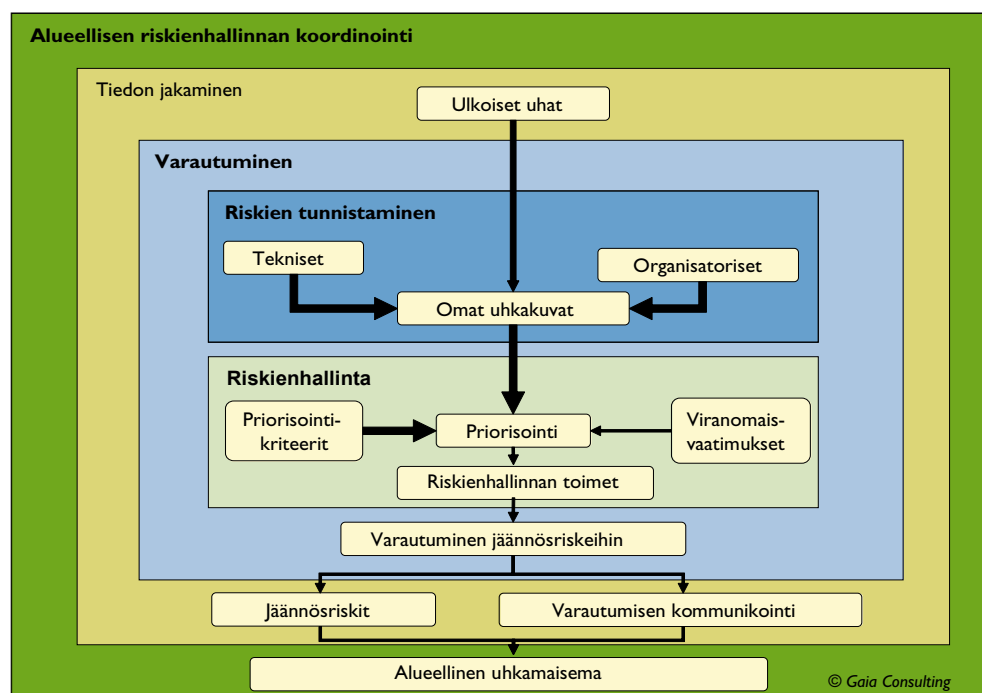 Alueellisen riskienhallinnan koordinointi
Tiedon jakaminen
Ulkoiset uhat
Varautuminen
Riskien tunnistaminen
Tekniset
Organisatoriset
Omat uhkakuvat
Riskienhallinta
Priorisointi-
kriteerit
Priorisointi
Viranomais-
vaatimukset
Riskienhallinnan toimet
Varautuminen jäännösriskeihin
Jäännösriskit
Varautumisen kommunikointi
Alueellinen uhkamaisema
© Gaia Consulting